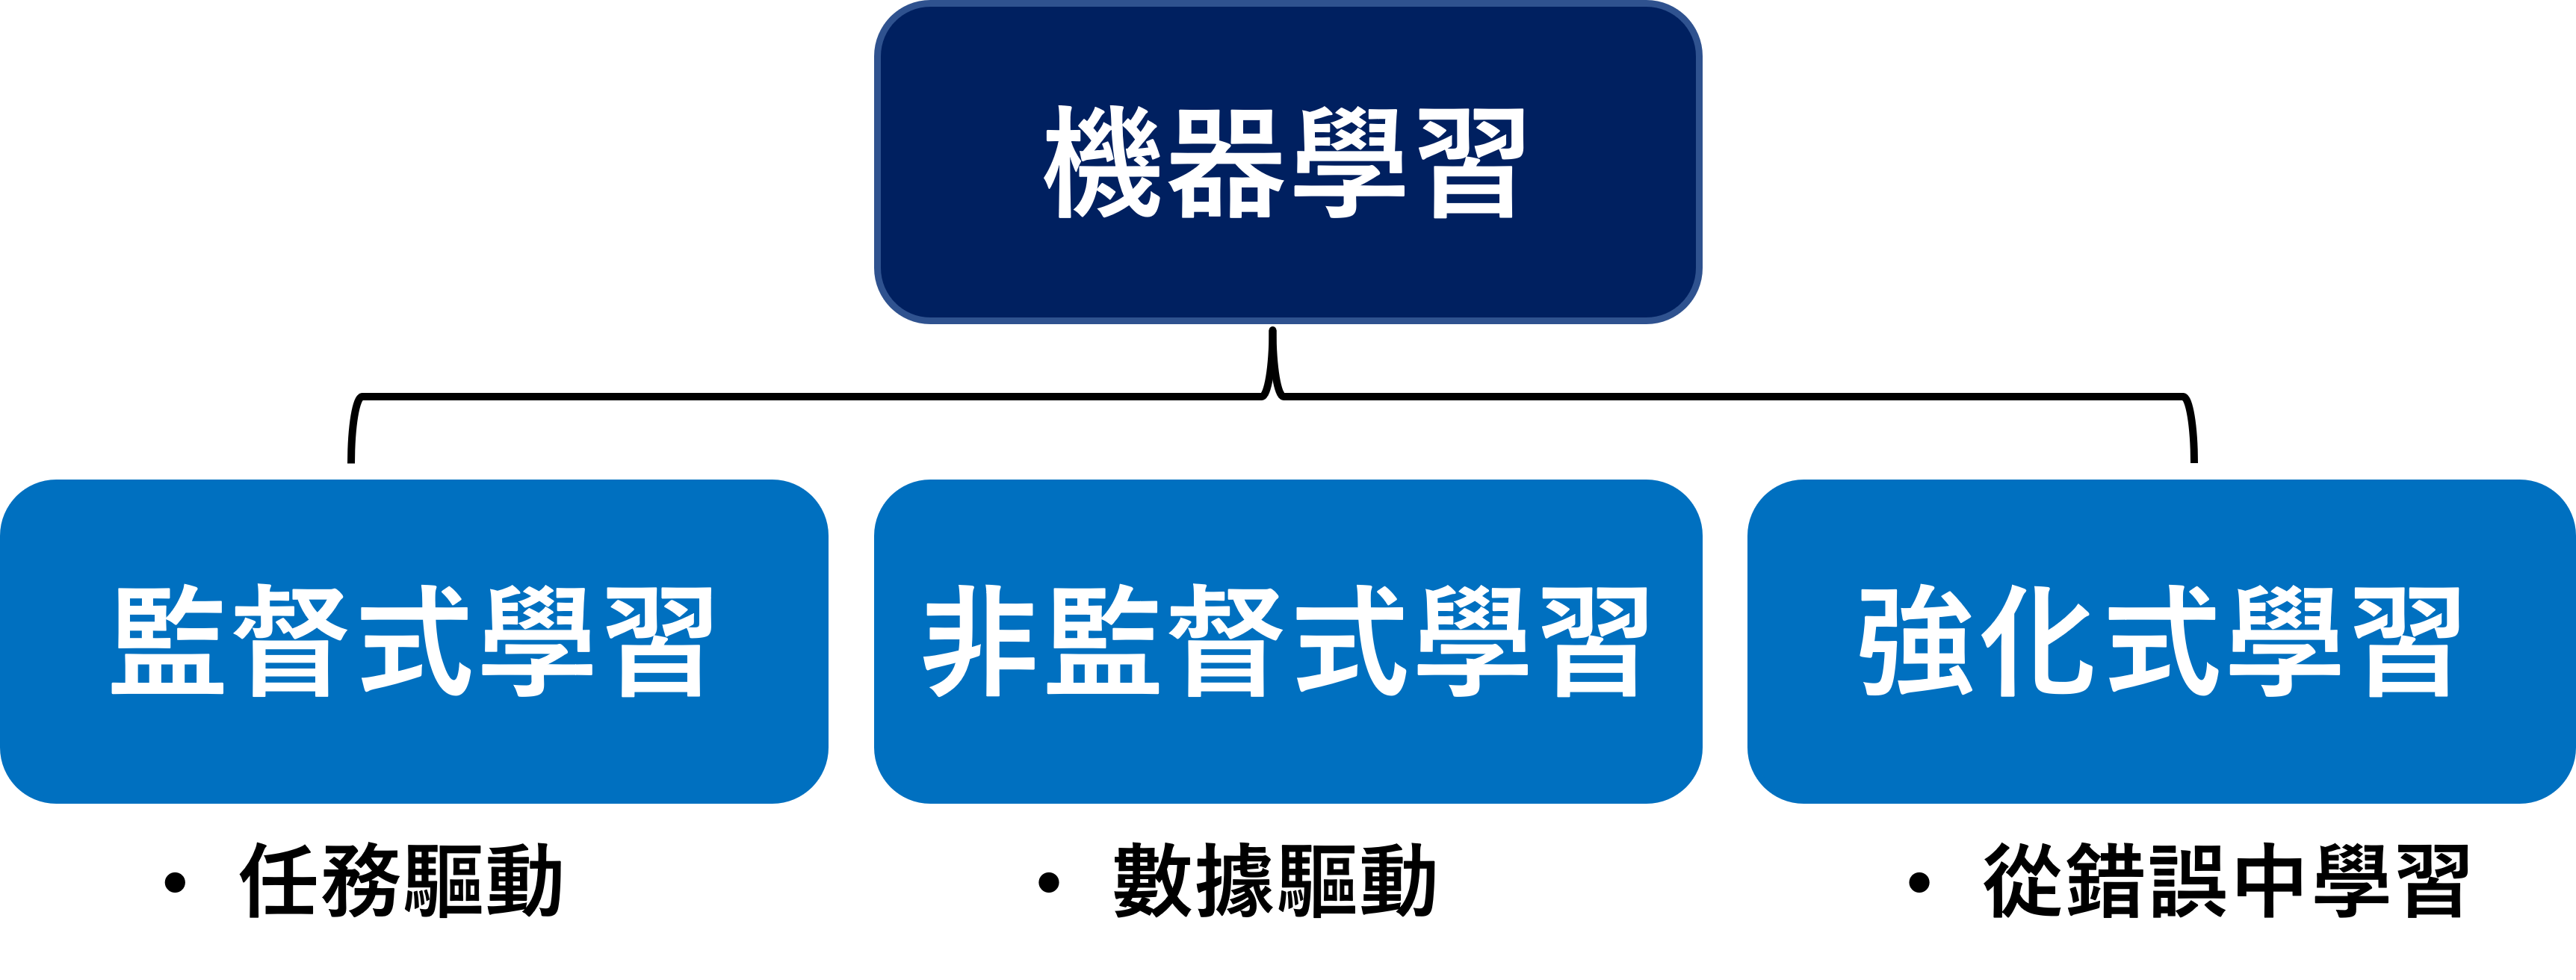 機器學習
監督式學習
非監督式學習
強化式學習
• 任務驅動
• 數據驅動
• 從錯誤中學習